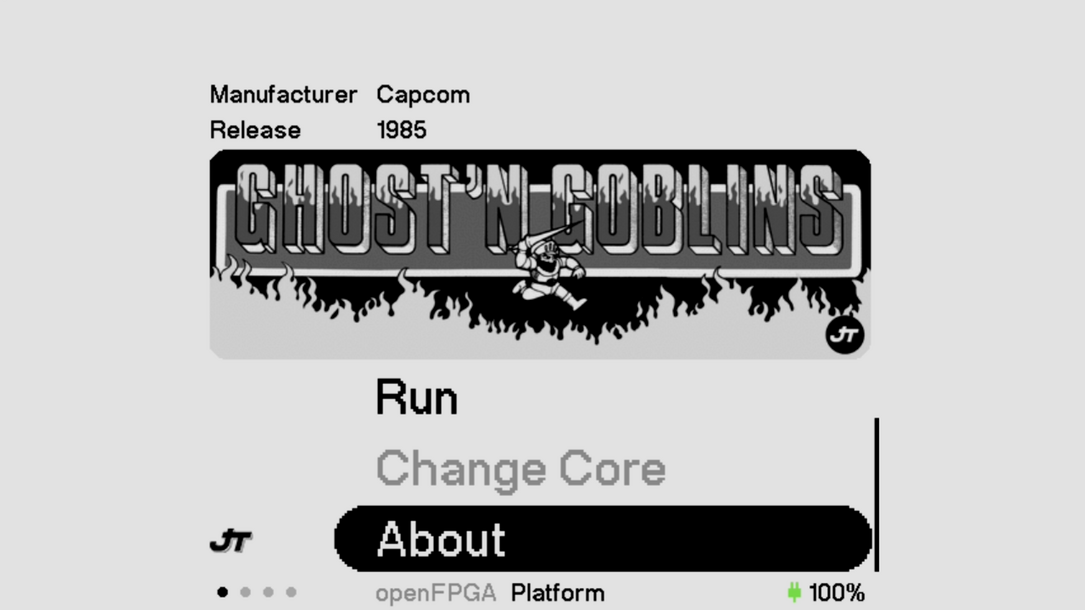 Manufacturer Capcom
Release 1985
GHOST'N GOBLINS
JT
Run
Change Core
JT About
openFPGA Platform 100%